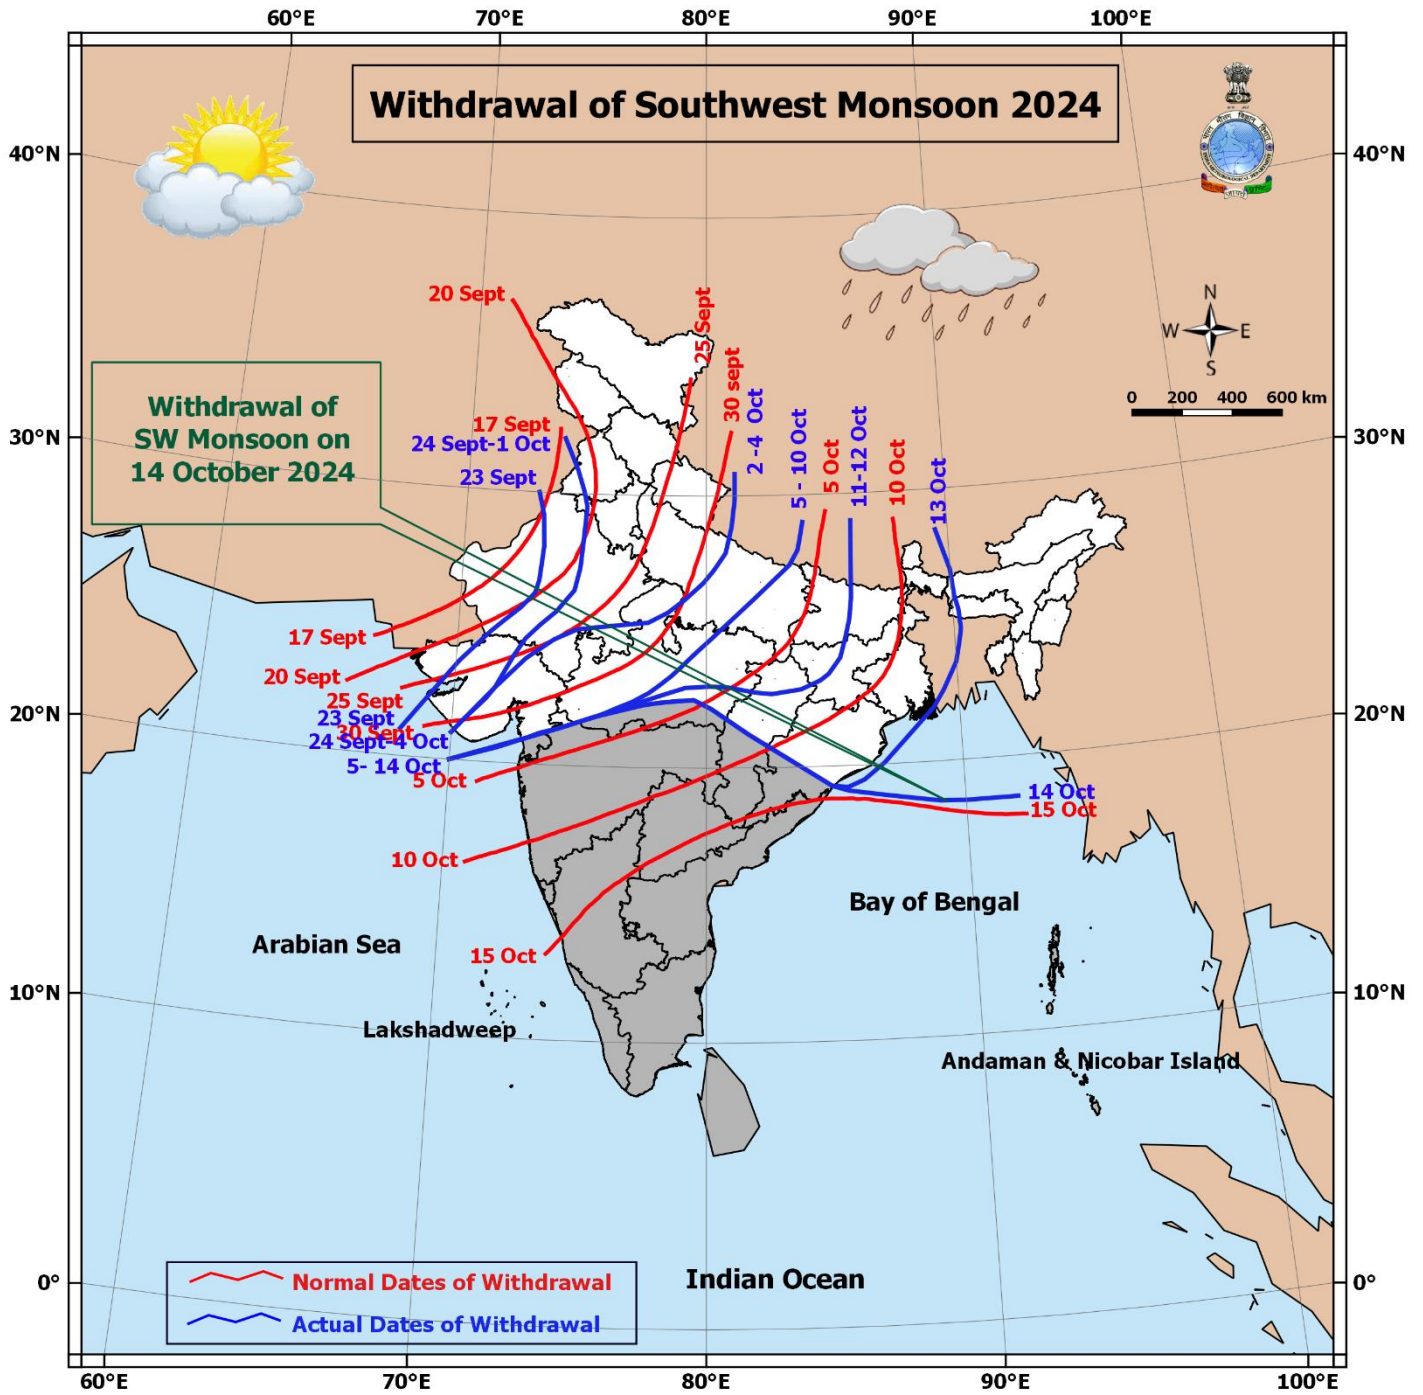 60°E 70°E 80°E 90°E 100°E
Withdrawal of Southwest Monsoon 2024
40°N 40°N
20 Sept
25 Sept
30 sept
N
W E
S
0 200 400 600 km
Withdrawal of
SW Monsoon on
14 October 2024
17 Sept
24 Sept-1 Oct
23 Sept
2 -4 Oct
5 - 10 Oct
5 Oct
11-12 Oct
10 Oct
13 Oct
30°N 30°N
17 Sept
20 Sept
25 Sept
23 Sept
30 Sept
24 Sept-4 Oct
5- 14 Oct
5 Oct
20°N 20°N
14 Oct
15 Oct
10 Oct
Bay of Bengal
Arabian Sea
15 Oct
10°N 10°N
Lakshadweep
Andaman & Nicobar Island
0° 0°
Indian Ocean
Normal Dates of Withdrawal
Actual Dates of Withdrawal
60°E 70°E 80°E 90°E 100°E